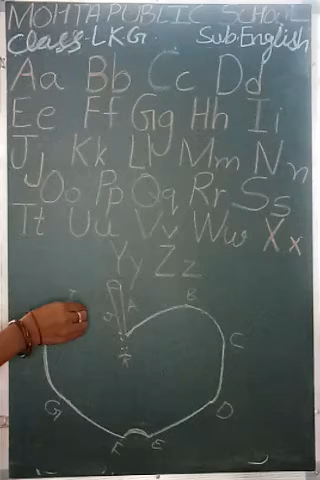 MOHTA PUBLIC SCHOOL
Class-LKG. Sub-English
Aa Bb Cc Dd
Ee Ff Gg Hh Ii
Jj Kk Ll Mm Nn
Oo Pp Qq Rr Ss
Tt Uu Vv Ww Xx
Yy Zz
A B
C
K
G D
F E